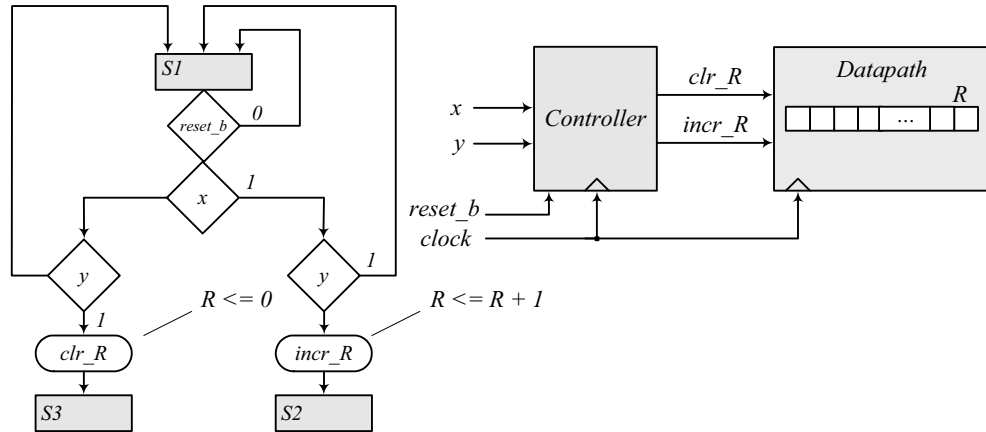 S1
reset_b
0
x
1
y
1
y
1
R <= 0
R <= R + 1
clr_R
incr_R
S3
S2
x
y
reset_b
clock
Controller
clr_R
incr_R
Datapath
R
...